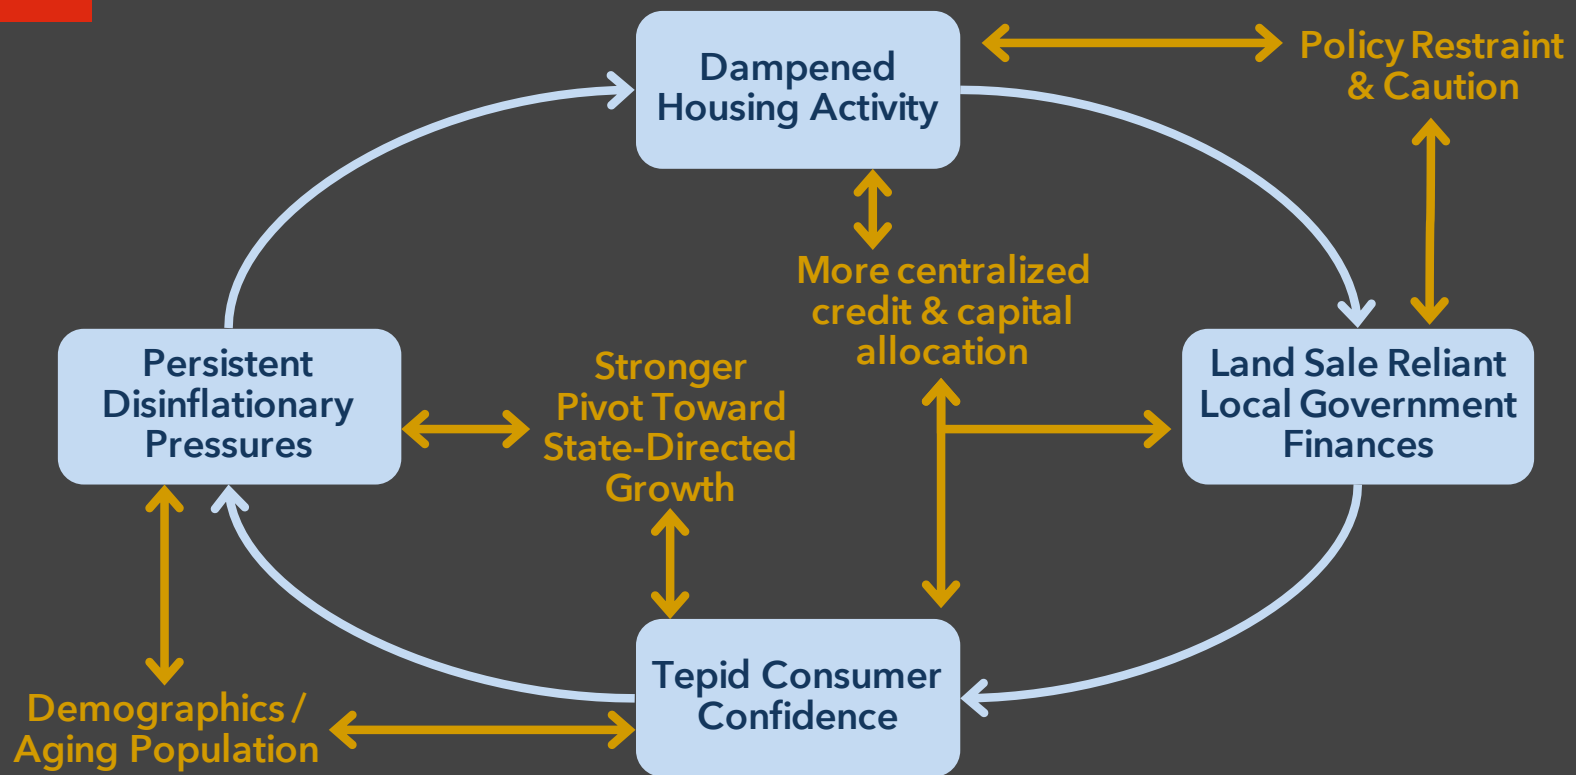 Dampened
Housing Activity
Policy Restraint
& Caution
More centralized
credit & capital
allocation
Persistent
Disinflationary
Pressures
Stronger
Pivot Toward
State-Directed
Growth
Land Sale Reliant
Local Government
Finances
Tepid Consumer
Confidence
Demographics /
Aging Population